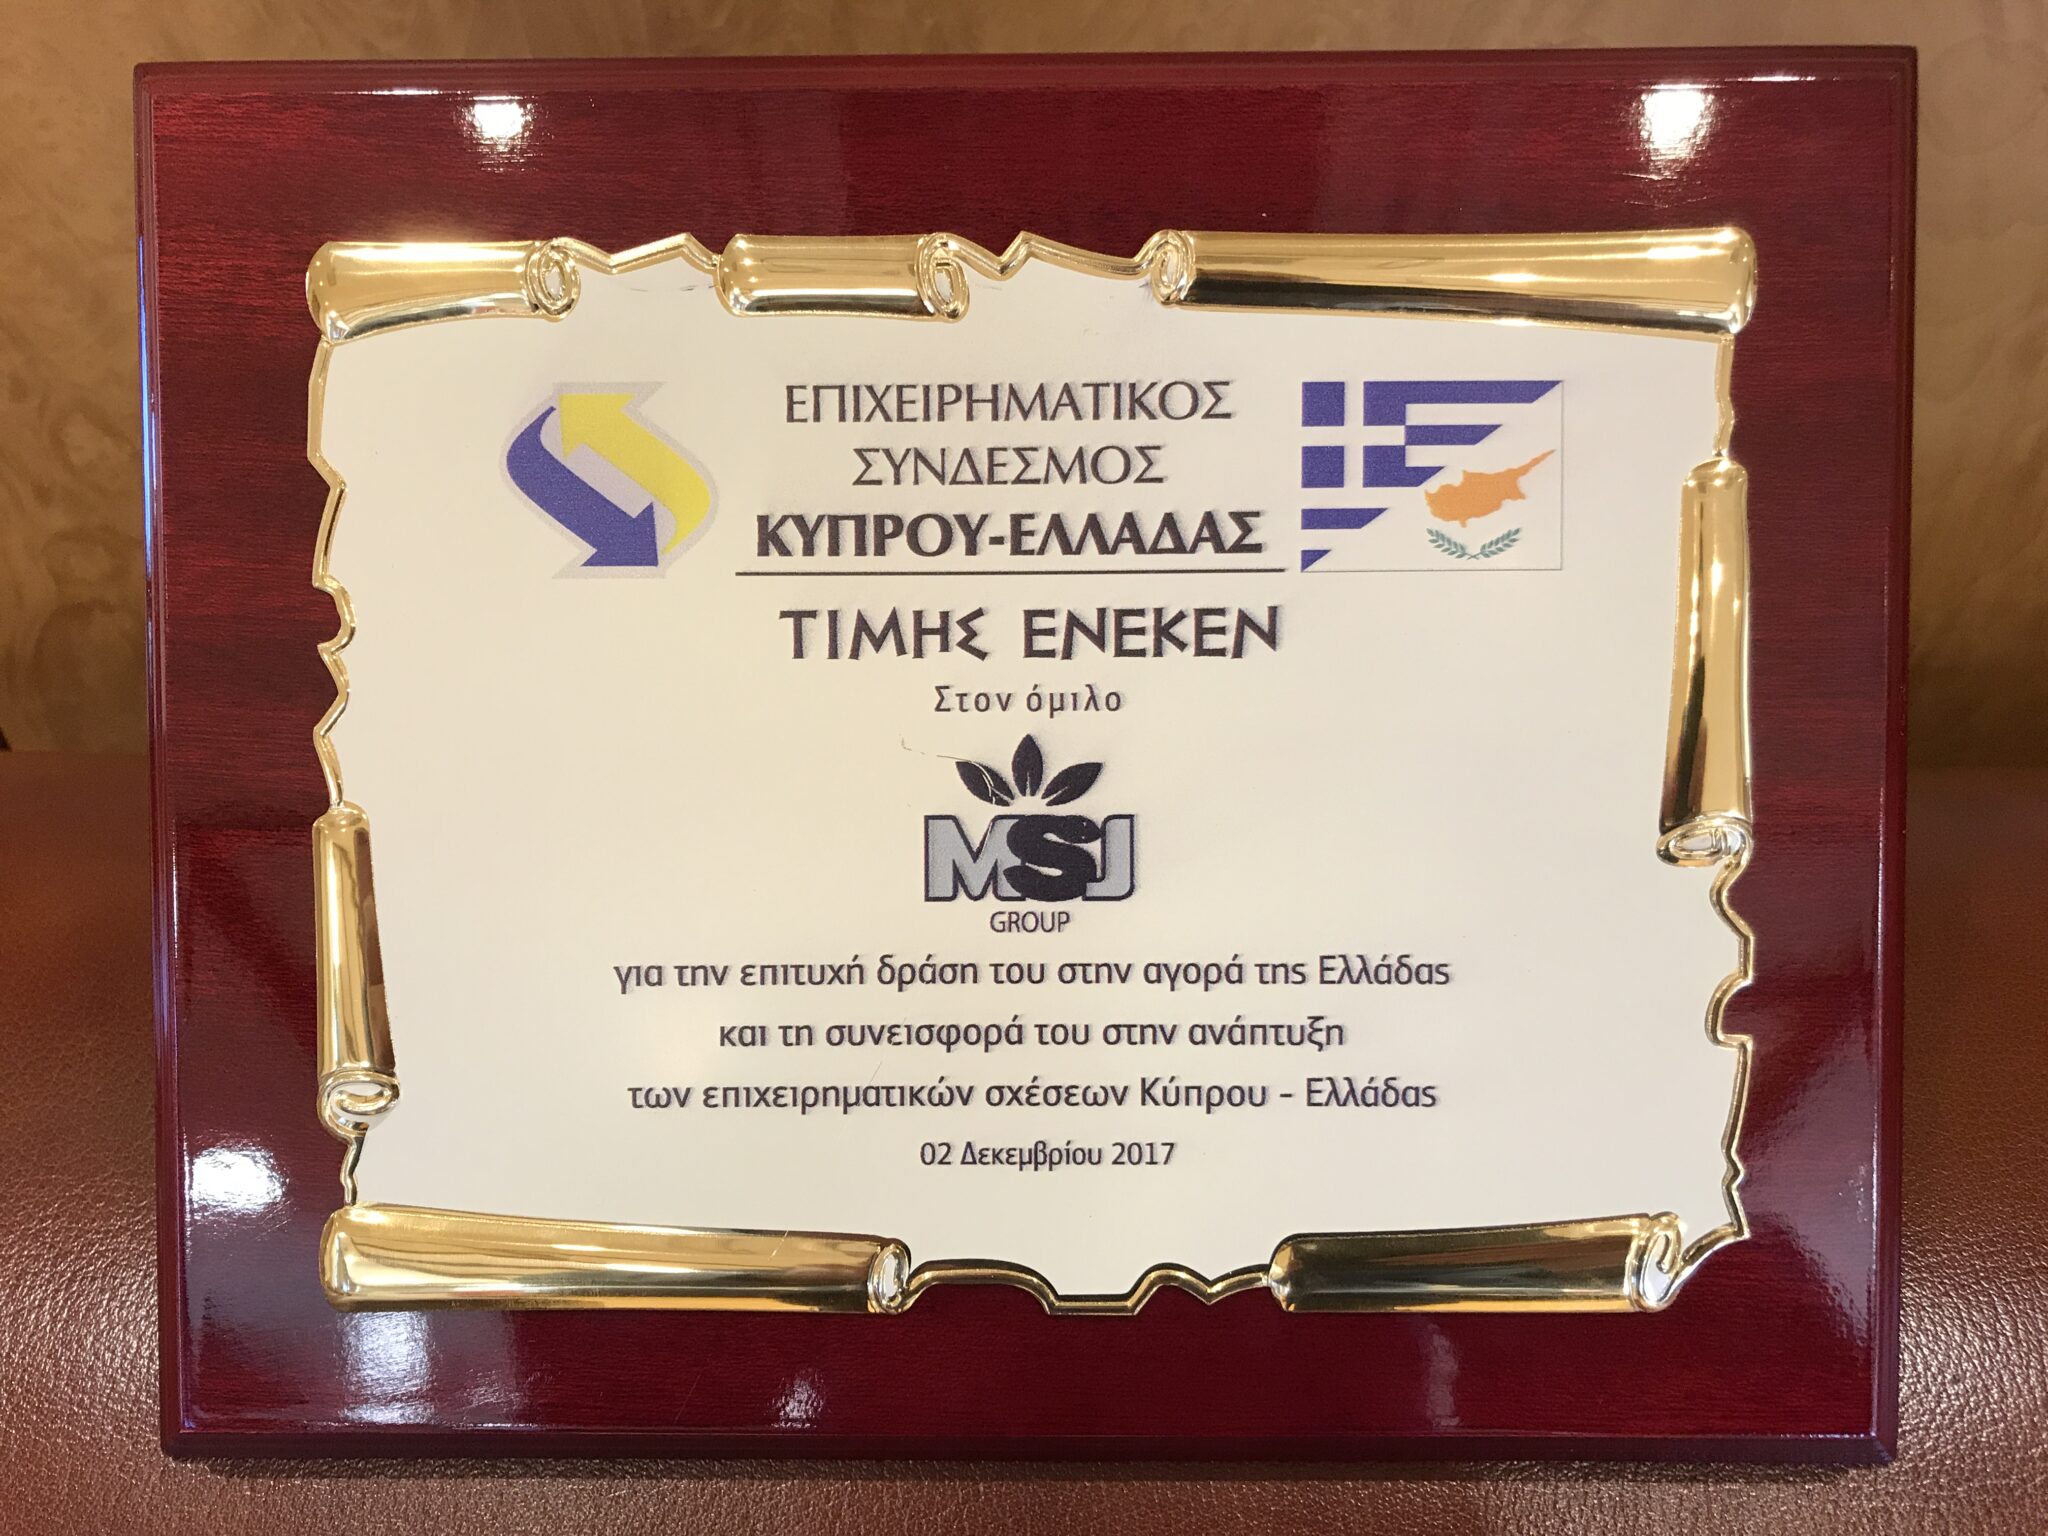 ΕΠΙΧΕΙΡΗΜΑΤΙΚΟΣ
ΣΥΝΔΕΣΜΟΣ
ΚΥΠΡΟΥ-ΕΛΛΑΔΑΣ
ΤΙΜΗΣ ΕΝΕΚΕΝ
Στον όμιλο
MSJ
GROUP
για την επιτυχή δράση του στην αγορά της Ελλάδας
και τη συνεισφορά του στην ανάπτυξη
των επιχειρηματικών σχέσεων Κύπρου - Ελλάδας
02 Δεκεμβρίου 2017